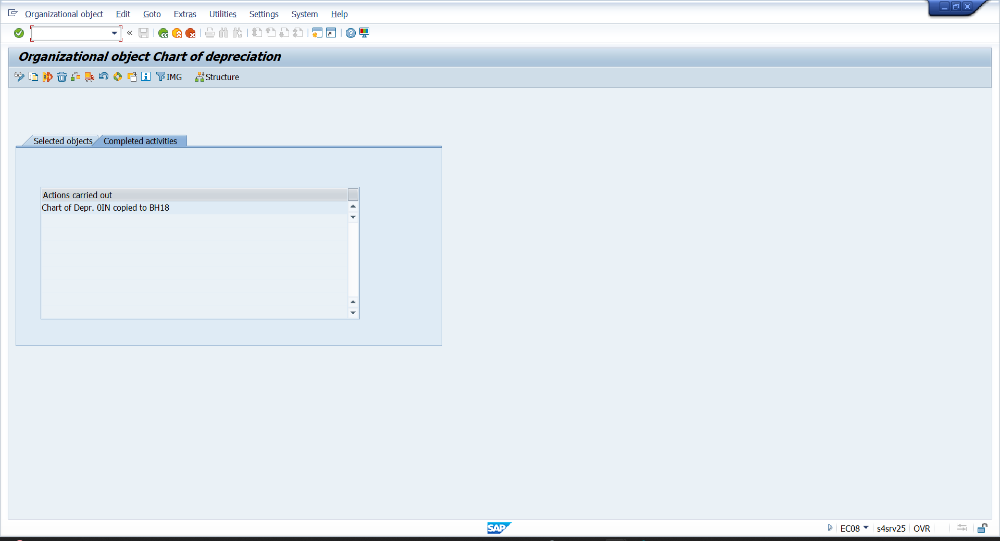 Organizational object Edit Goto Extras Utilities Settings System Help
«
Organizational object Chart of depreciation
IMG Structure
Selected objects Completed activities
Actions carried out
Chart of Depr. 0IN copied to BH18
SAP
EC08 s4srv25 OVR